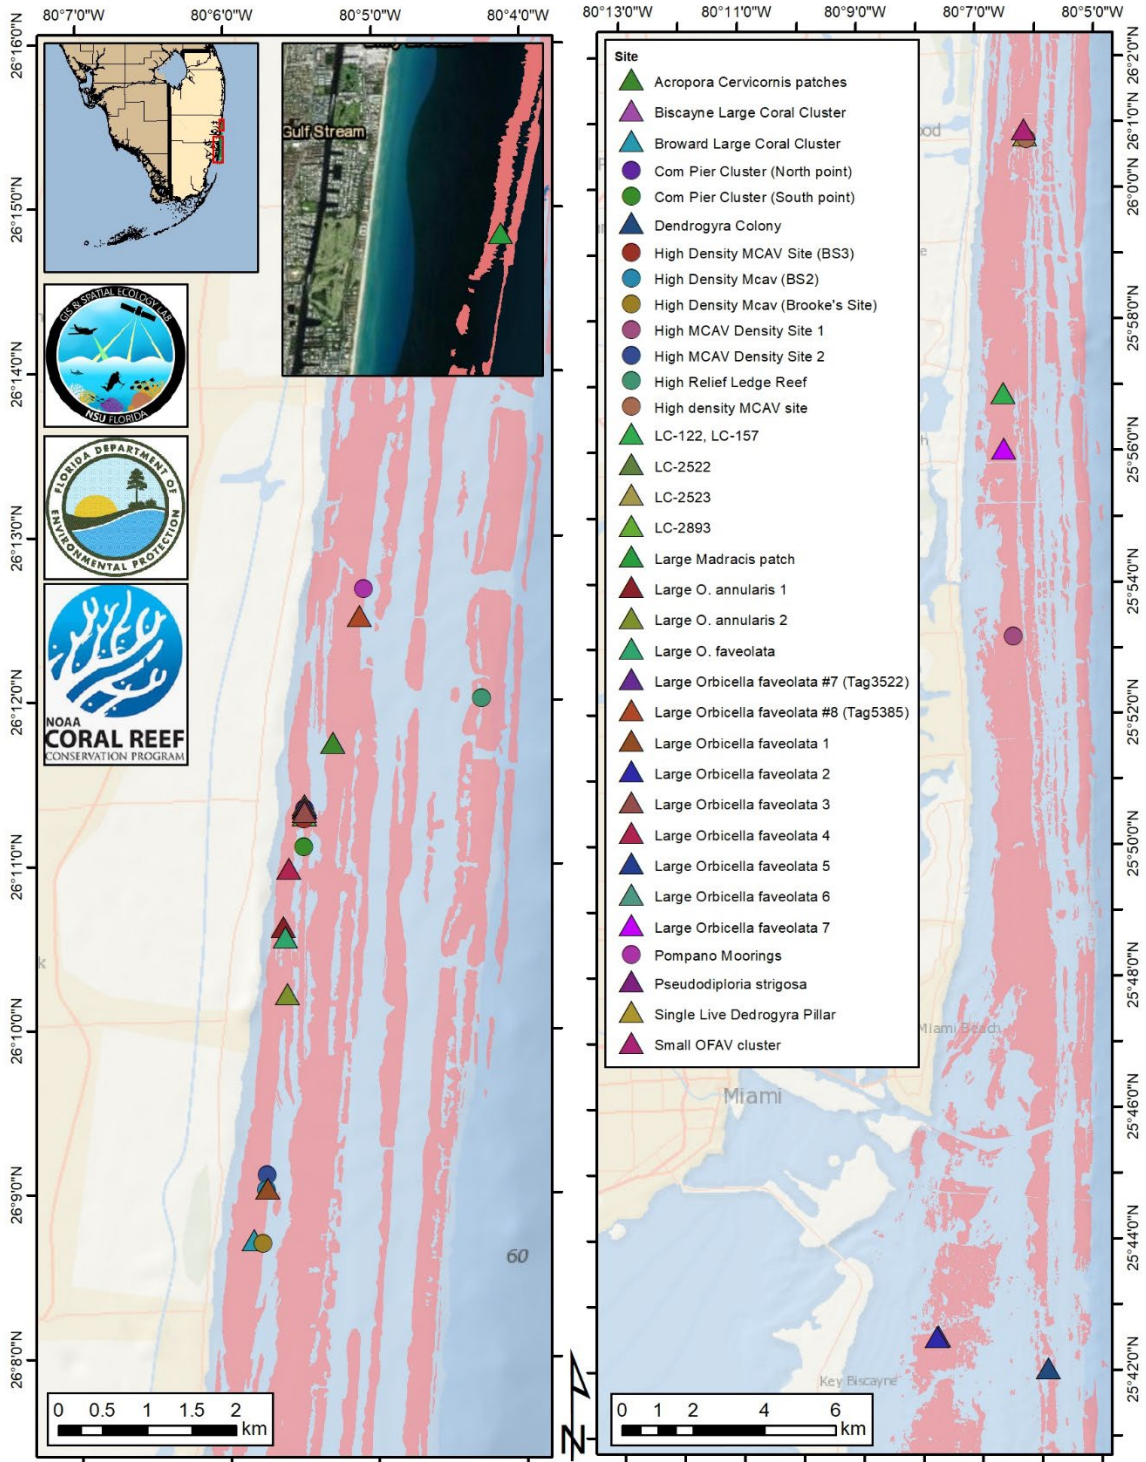 80°7'0"W
80°6'0"W
80°5'0"W
80°4'0"W
26°16'0"N
26°15'0"N
26°14'0"N
26°13'0"N
26°12'0"N
26°11'0"N
26°10'0"N
26°9'0"N
26°8'0"N
Gulf Stream
GIS & SPATIAL ECOLOGY LAB
NSU FLORIDA
FLORIDA DEPARTMENT OF
ENVIRONMENTAL PROTECTION
NOAA
CORAL REEF
CONSERVATION PROGRAM
k
60
0 0.5 1 1.5 2
km
N
80°13'0"W
80°11'0"W
80°9'0"W
80°7'0"W
80°5'0"W
Site
Acropora Cervicornis patches
Biscayne Large Coral Cluster
Broward Large Coral Cluster
Com Pier Cluster (North point)
Com Pier Cluster (South point)
Dendrogyra Colony
High Density MCAV Site (BS3)
High Density Mcav (BS2)
High Density Mcav (Brooke's Site)
High MCAV Density Site 1
High MCAV Density Site 2
High Relief Ledge Reef
High density MCAV site
LC-122, LC-157
LC-2522
LC-2523
LC-2893
Large Madracis patch
Large O. annularis 1
Large O. annularis 2
Large O. faveolata
Large Orbicella faveolata #7 (Tag3522)
Large Orbicella faveolata #8 (Tag5385)
Large Orbicella faveolata 1
Large Orbicella faveolata 2
Large Orbicella faveolata 3
Large Orbicella faveolata 4
Large Orbicella faveolata 5
Large Orbicella faveolata 6
Large Orbicella faveolata 7
Pompano Moorings
Pseudodiploria strigosa
Single Live Dedrogyra Pillar
Small OFAV cluster
ood
e
h
Miami Beach
Miami
Key Biscayne
26°2'0"N
26°1'0"N
26°0'0"N
25°58'0"N
25°56'0"N
25°54'0"N
25°52'0"N
25°50'0"N
25°48'0"N
25°46'0"N
25°44'0"N
25°42'0"N
0 1 2 4 6
km